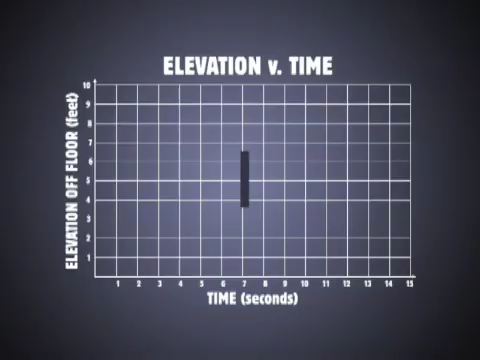 ELEVATION v. TIME
ELEVATION OFF FLOOR (feet)
10
9
8
7
6
5
4
3
2
1
1 2 3 4 5 6 7 8 9 10 11 12 13 14 15
TIME (seconds)